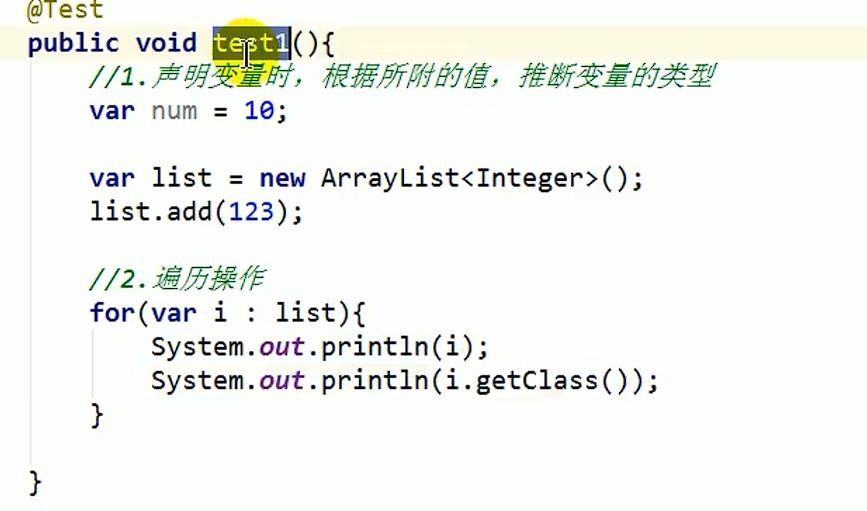 @Test
public void test1(){
//1.声明变量时，根据所附的值，推断变量的类型
var num = 10;
var list = new ArrayList<Integer>();
list.add(123);
//2.遍历操作
for(var i : list){
System.out.println(i);
System.out.println(i.getClass());
}
}